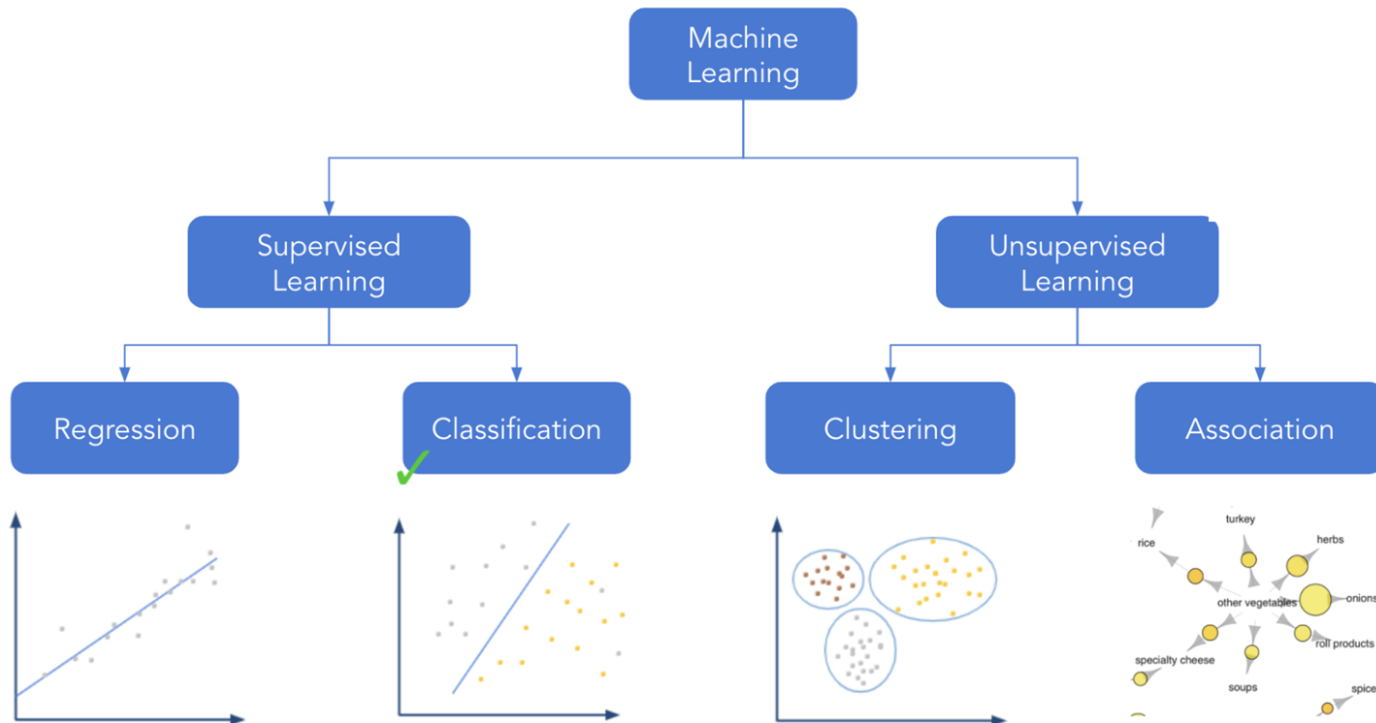 Machine
Learning
Supervised
Learning
Unsupervised
Learning
Regression
Classification
Clustering
Association
turkey
rice
herbs
other vegetables
onions
roll products
specialty cheese
soups
spice